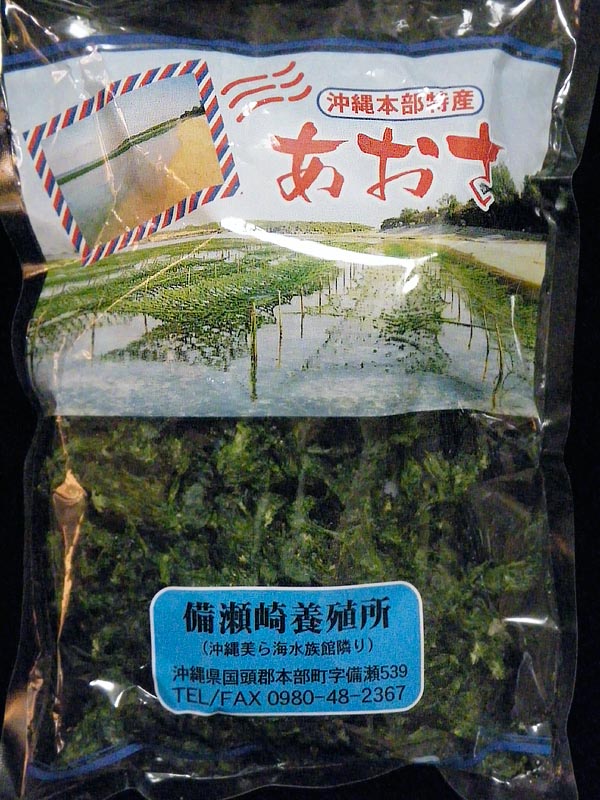 沖縄本部特産
あおさ
備瀬崎養殖所
(沖縄美ら海水族館隣り)
沖縄県国頭郡本部町字備瀬539
TEL/FAX 0980-48-2367